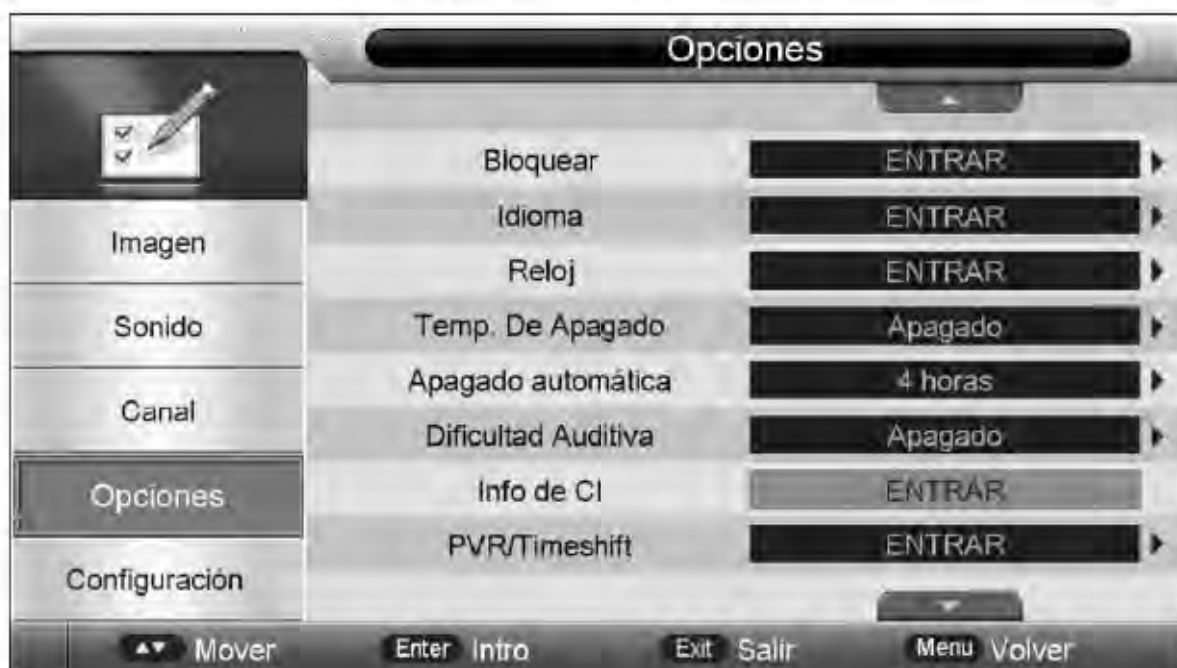 Opciones
Bloquear ENTRAR
Idioma ENTRAR
Imagen
Reloj ENTRAR
Sonido
Temp. De Apagado Apagado
Apagado automática 4 horas
Canal
Dificultad Auditiva Apagado
Opciones
Info de CI ENTRAR
PVR/Timeshift ENTRAR
Configuración
Mover Enter Intro Exit Salir Menu Volver